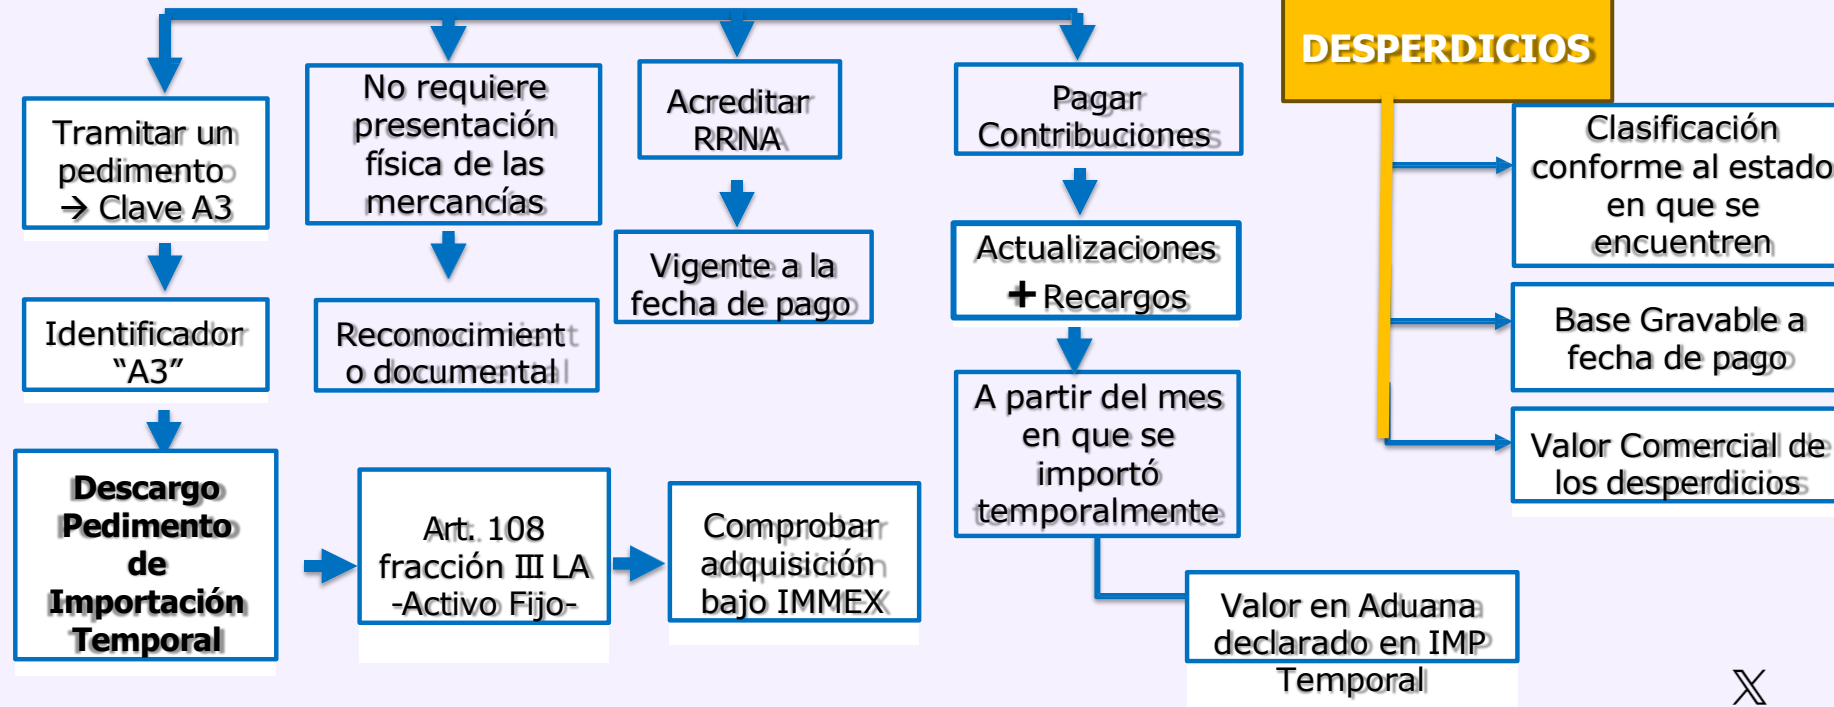 Tramitar un
pedimento
→ Clave A3
Identificador
“A3”
Descargo
Pedimento
de
Importación
Temporal
No requiere
presentación
física de las
mercancías
Reconocimient
o documental
Art. 108
fracción III LA
-Activo Fijo-
Acreditar
RRNA
Vigente a la
fecha de pago
Comprobar
adquisición
bajo IMMEX
Pagar
Contribuciones
Actualizaciones
+ Recargos
A partir del mes
en que se
importó
temporalmente
Valor en Aduana
declarado en IMP
Temporal
DESPERDICIOS
Clasificación
conforme al estado
en que se
encuentren
Base Gravable a
fecha de pago
Valor Comercial de
los desperdicios
𝕏